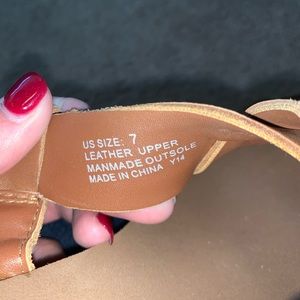 US SIZE: 7
LEATHER UPPER
MANMADE OUTSOLE
MADE IN CHINA Y14